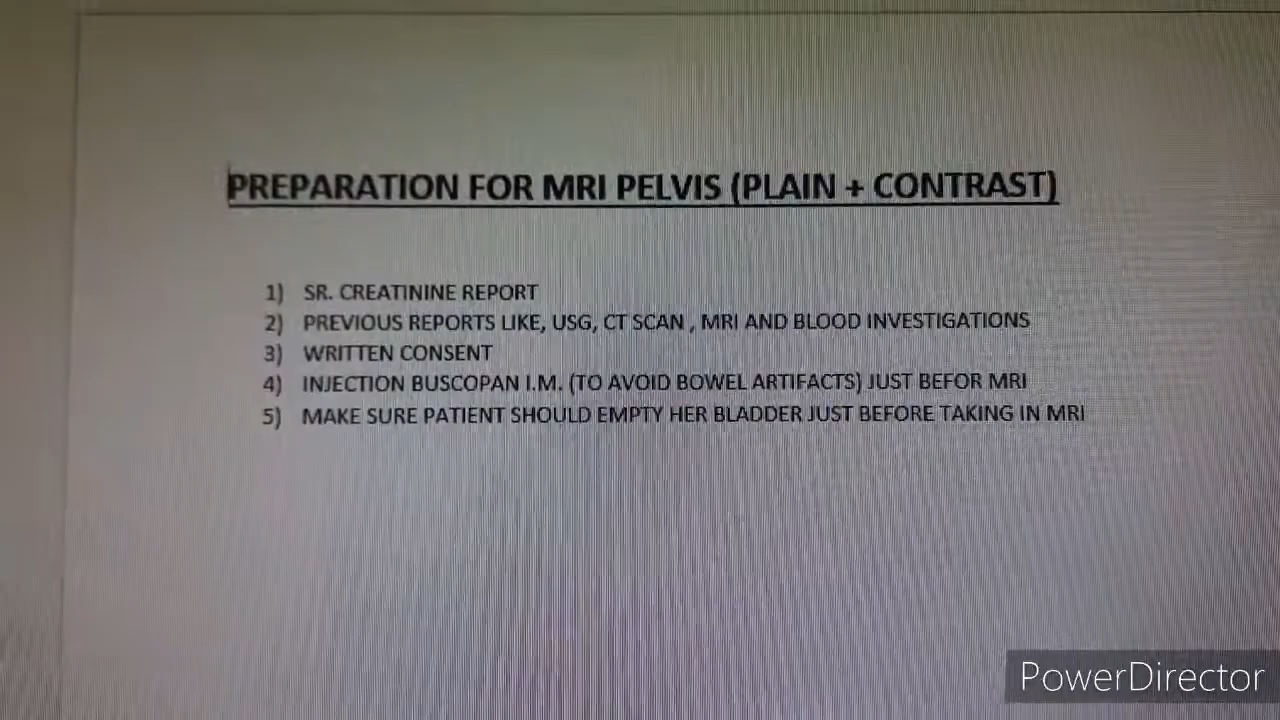 PREPARATION FOR MRI PELVIS (PLAIN + CONTRAST)
1) SR. CREATININE REPORT
2) PREVIOUS REPORTS LIKE, USG, CT SCAN , MRI AND BLOOD INVESTIGATIONS
3) WRITTEN CONSENT
4) INJECTION BUSCOPAN I.M. (TO AVOID BOWEL ARTIFACTS) JUST BEFOR MRI
5) MAKE SURE PATIENT SHOULD EMPTY HER BLADDER JUST BEFORE TAKING IN MRI
PowerDirector